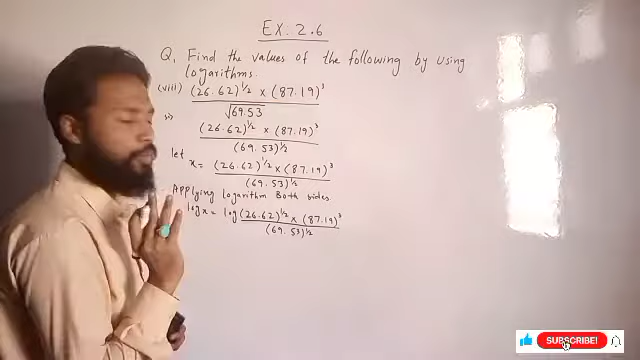 Ex: 2.6
Q. Find the values of the following by using
logarithms.
(viii) (26.62)^½ × (87.19)³
√69.53
=> (26.62)^½ × (87.19)³
(69.53)^½
let x = (26.62)^½ × (87.19)³
(69.53)^½
Applying logarithm Both sides
log x = log (26.62)^½ × (87.19)³
(69.53)^½
SUBSCRIBE!